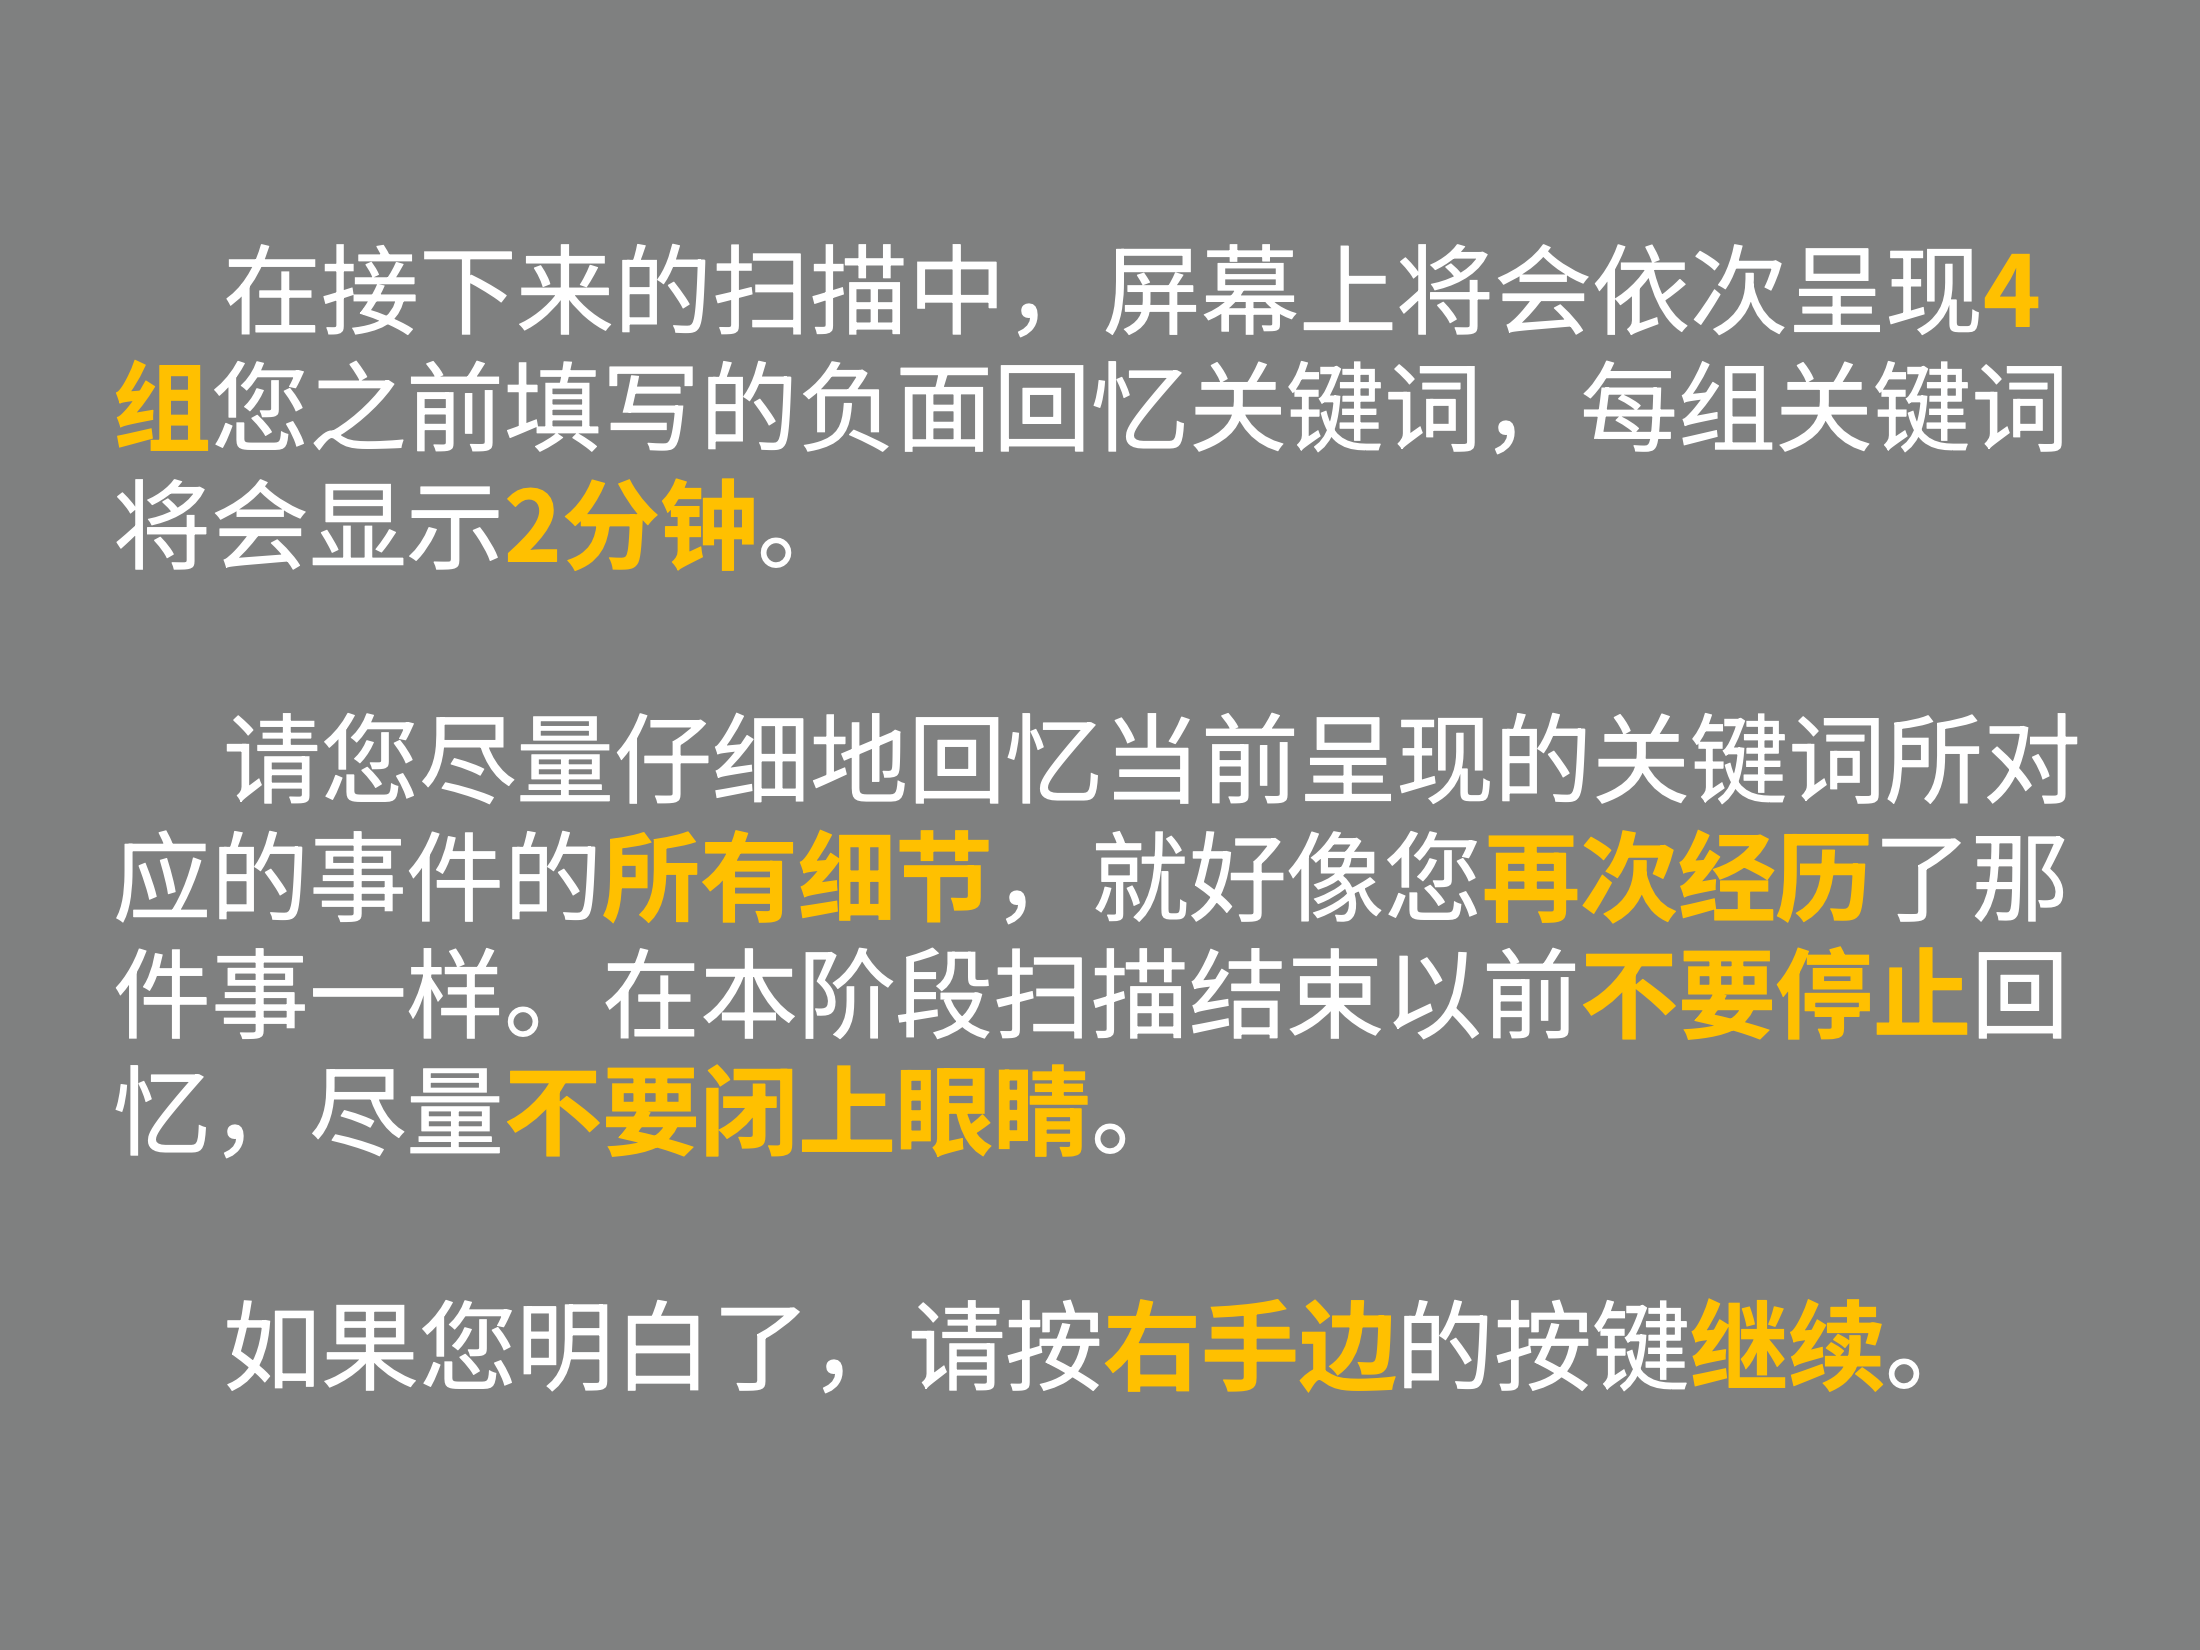 在接下来的扫描中，屏幕上将会依次呈现4
组您之前填写的负面回忆关键词，每组关键词
将会显示2分钟。
请您尽量仔细地回忆当前呈现的关键词所对
应的事件的所有细节，就好像您再次经历了那
件事一样。在本阶段扫描结束以前不要停止回
忆，尽量不要闭上眼睛。
如果您明白了，请按右手边的按键继续。